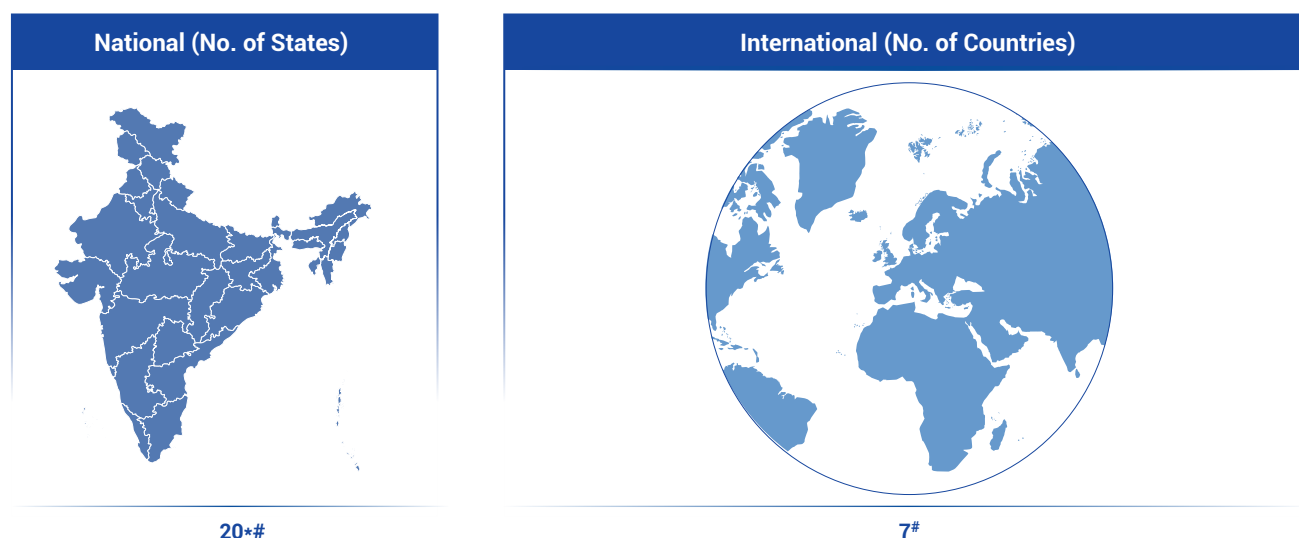 National (No. of States)
International (No. of Countries)
20*#
7#